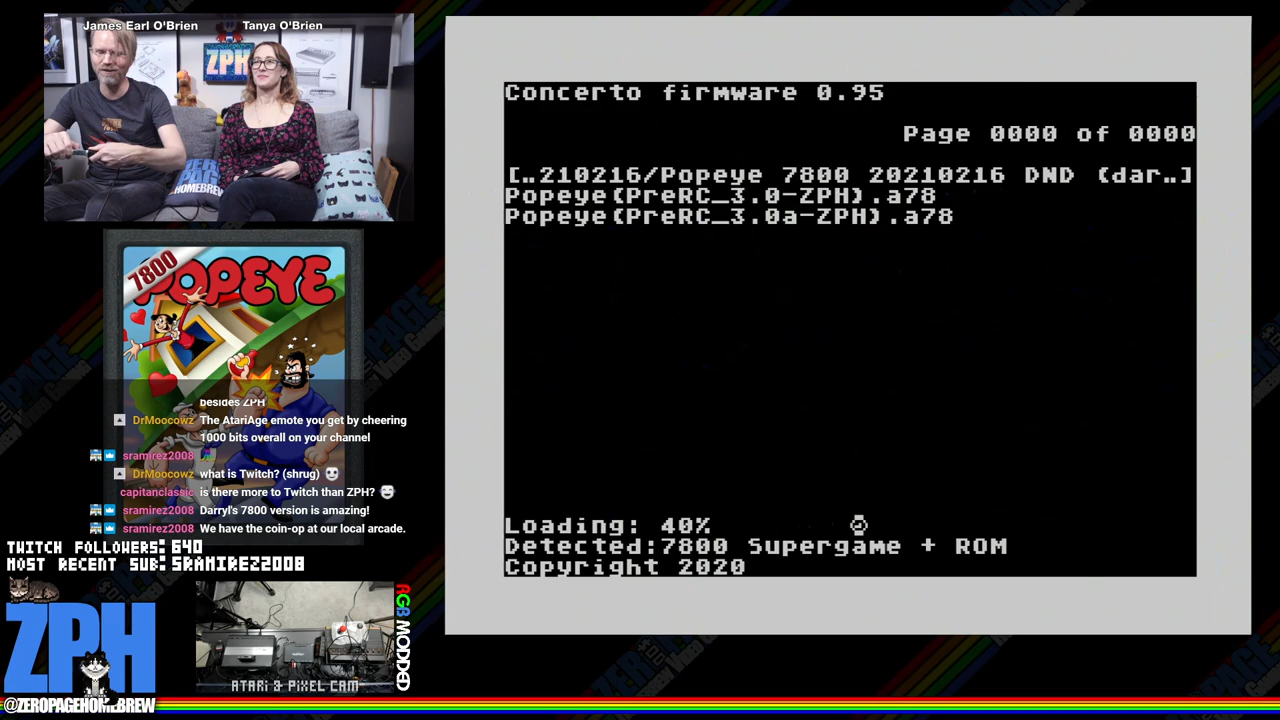 James Earl O'Brien
Tanya O'Brien
ZPH
ZERO PAGE
HOMEBREW
7800
POPEYE
besides ZPH
DrMoocowz The AtariAge emote you get by cheering
1000 bits overall on your channel
sramirez2008
DrMoocowz what is Twitch? (shrug)
capitanclassic is there more to Twitch than ZPH?
sramirez2008 Darryl's 7800 version is amazing!
sramirez2008 We have the coin-op at our local arcade.
TWITCH FOLLOWERS: 640
MOST RECENT SUB: SRAMIREZ2008
ZPH
@ZEROPAGEHOMEBREW
RGB MODDED
ATARI & PIXEL CAM
Concerto firmware 0.95
Page 0000 of 0000
[..210216/Popeye 7800 20210216 DND (dar..]
Popeye(PreRC_3.0-ZPH).a78
Popeye(PreRC_3.0a-ZPH).a78
Loading: 40%
Detected:7800 Supergame + ROM
Copyright 2020